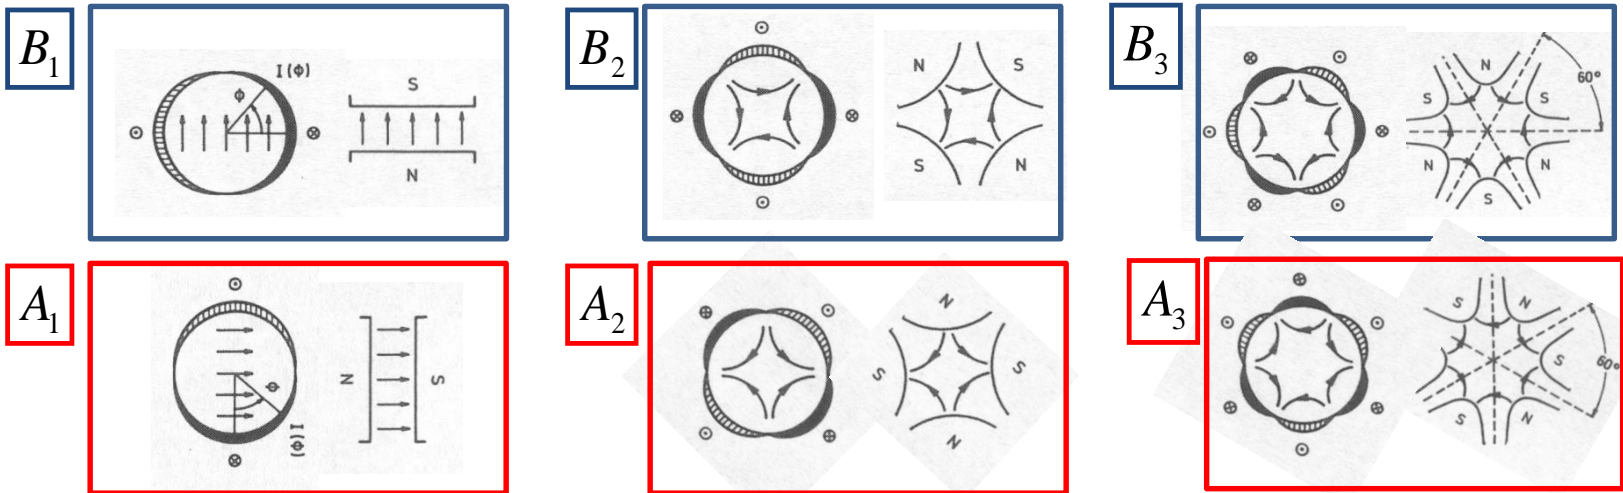 B₁
I(Φ)
Φ
⊙
⊗
S
N
B₂
⊙
⊗
⊗
⊙
N
S
S
N
B₃
⊗
⊙
⊙
⊗
⊗
⊙
N
S
S
N
N
S
60°
A₁
⊙
Φ
I(Φ)
⊗
N
S
A₂
⊕
⊙
⊙
⊕
N
S
S
N
A₃
⊕
⊙
⊙
⊕
⊕
⊙
S
N
S
S
N
60°